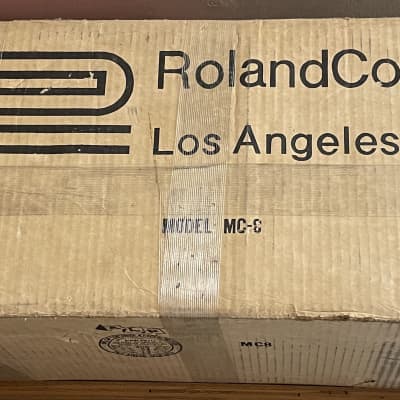 RolandCo
Los Angeles
MODEL MC-8
MC8